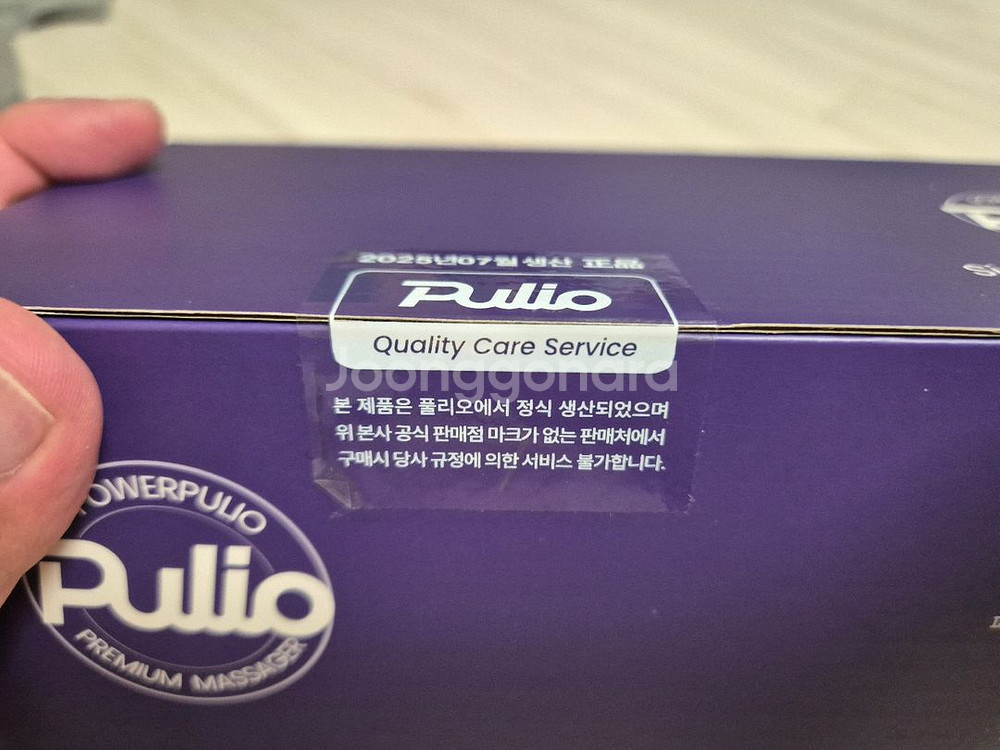 2025년07월 생산 正品
Pulio
Quality Care Service
Joonggonara
본 제품은 풀리오에서 정식 생산되었으며
위 본사 공식 판매점 마크가 없는 판매처에서
구매시 당사 규정에 의한 서비스 불가합니다.
POWERPULIO
Pulio
PREMIUM MASSAGER